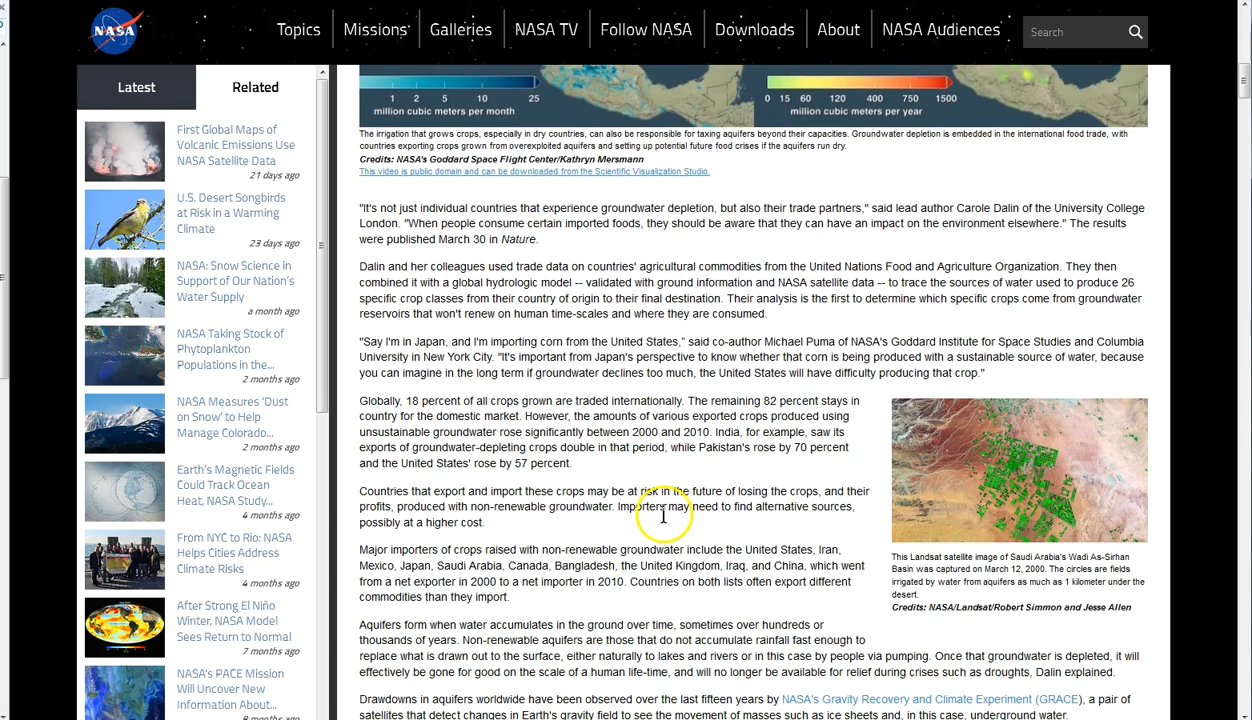 NASA
Topics
Missions
Galleries
NASA TV
Follow NASA
Downloads
About
NASA Audiences
Search
Latest
Related
First Global Maps of
Volcanic Emissions Use
NASA Satellite Data
21 days ago
U.S. Desert Songbirds
at Risk in a Warming
Climate
23 days ago
NASA: Snow Science in
Support of Our Nation's
Water Supply
a month ago
NASA Taking Stock of
Phytoplankton
Populations in the...
2 months ago
NASA Measures 'Dust
on Snow' to Help
Manage Colorado...
2 months ago
Earth's Magnetic Fields
Could Track Ocean
Heat, NASA Study...
4 months ago
From NYC to Rio: NASA
Helps Cities Address
Climate Risks
4 months ago
After Strong El Niño
Winter, NASA Model
Sees Return to Normal
7 months ago
NASA's PACE Mission
Will Uncover New
Information About...
8 months ago
1 2 5 10 25
million cubic meters per month
0 15 120 400 750 1500
million cubic meters per year
The irrigation that grows crops, especially in dry countries, can also be responsible for taxing aquifers beyond their capacities. Groundwater depletion is embedded in the international food trade, with
countries exporting crops grown from overexploited aquifers and setting up potential future food crises if the aquifers run dry.
Credits: NASA's Goddard Space Flight Center/Kathryn Mersmann
This video is public domain and can be downloaded from the Scientific Visualization Studio.
"It's not just individual countries that experience groundwater depletion, but also their trade partners," said lead author Carole Dalin of the University College
London. "When people consume certain imported foods, they should be aware that they can have an impact on the environment elsewhere." The results
were published March 30 in Nature.
Dalin and her colleagues used trade data on countries' agricultural commodities from the United Nations Food and Agriculture Organization. They then
combined it with a global hydrologic model -- validated with ground information and NASA satellite data -- to trace the sources of water used to produce 26
specific crop classes from their country of origin to their final destination. Their analysis is the first to determine which specific crops come from groundwater
reservoirs that won't renew on human time-scales and where they are consumed.
"Say I'm in Japan, and I'm importing corn from the United States," said co-author Michael Puma of NASA's Goddard Institute for Space Studies and Columbia
University in New York City. "It's important from Japan's perspective to know whether that corn is being produced with a sustainable source of water, because
you can imagine in the long term if groundwater declines too much, the United States will have difficulty producing that crop."
Globally, 18 percent of all crops grown are traded internationally. The remaining 82 percent stays in
country for the domestic market. However, the amounts of various exported crops produced using
unsustainable groundwater rose significantly between 2000 and 2010. India, for example, saw its
exports of groundwater-depleting crops double in that period, while Pakistan's rose by 70 percent
and the United States' rose by 57 percent.
Countries that export and import these crops may be at risk in the future of losing the crops, and their
profits, produced with non-renewable groundwater. Importers may need to find alternative sources,
possibly at a higher cost.
Major importers of crops raised with non-renewable groundwater include the United States, Iran,
Mexico, Japan, Saudi Arabia, Canada, Bangladesh, the United Kingdom, Iraq, and China, which went
from a net exporter in 2000 to a net importer in 2010. Countries on both lists often export different
commodities than they import.
This Landsat satellite image of Saudi Arabia's Wadi As-Sirhan
Basin was captured on March 12, 2000. The circles are fields
irrigated by water from aquifers as much as 1 kilometer under the
desert.
Credits: NASA/Landsat/Robert Simmon and Jesse Allen
Aquifers form when water accumulates in the ground over time, sometimes over hundreds or
thousands of years. Non-renewable aquifers are those that do not accumulate rainfall fast enough to
replace what is drawn out to the surface, either naturally to lakes and rivers or in this case by people via pumping. Once that groundwater is depleted, it will
effectively be gone for good on the scale of a human life-time, and will no longer be available for relief during crises such as droughts, Dalin explained.
Drawdowns in aquifers worldwide have been observed over the last fifteen years by NASA's Gravity Recovery and Climate Experiment (GRACE), a pair of
satellites that detect changes in Earth's gravity field to see the movement of masses such as ice sheets and, in this case, underground water.